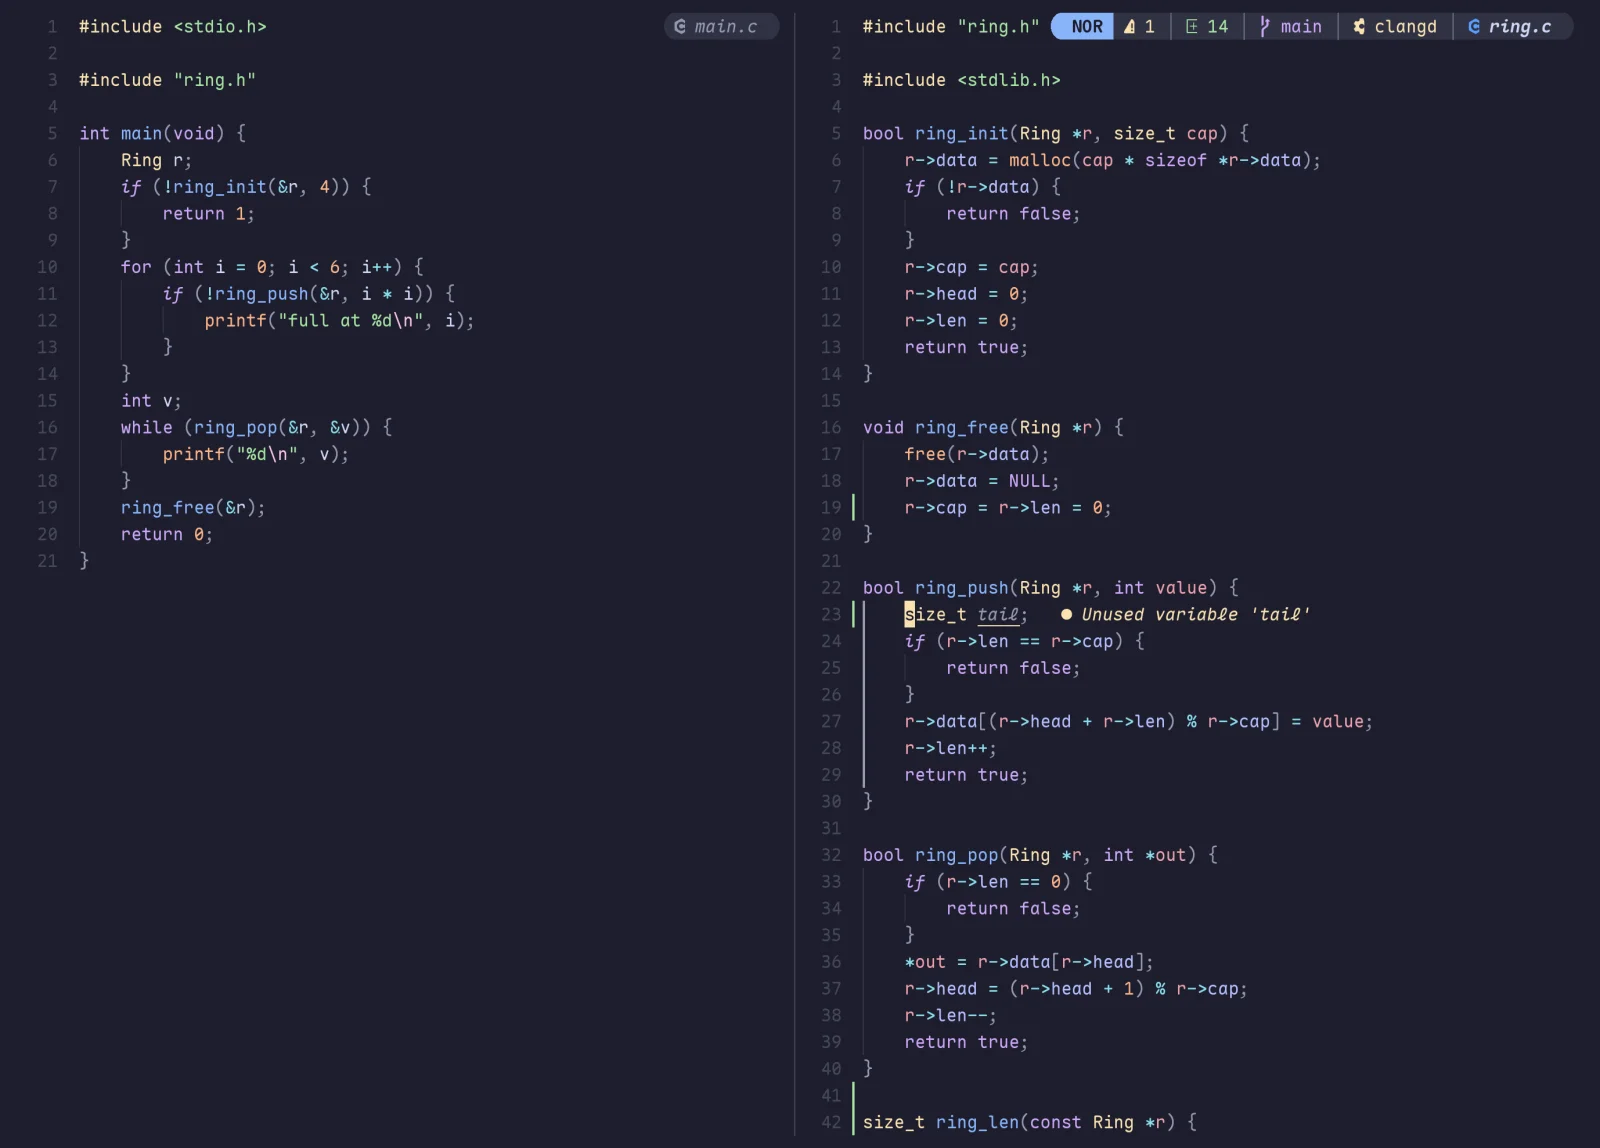 1 #include <stdio.h>
2
3 #include "ring.h"
4
5 int main(void) {
6     Ring r;
7     if (!ring_init(&r, 4)) {
8         return 1;
9     }
10     for (int i = 0; i < 6; i++) {
11         if (!ring_push(&r, i * i)) {
12             printf("full at %d\n", i);
13         }
14     }
15     int v;
16     while (ring_pop(&r, &v)) {
17         printf("%d\n", v);
18     }
19     ring_free(&r);
20     return 0;
21 }
main.c
NOR 1 14 main clangd ring.c
1 #include "ring.h"
2
3 #include <stdlib.h>
4
5 bool ring_init(Ring *r, size_t cap) {
6     r->data = malloc(cap * sizeof *r->data);
7     if (!r->data) {
8         return false;
9     }
10     r->cap = cap;
11     r->head = 0;
12     r->len = 0;
13     return true;
14 }
15
16 void ring_free(Ring *r) {
17     free(r->data);
18     r->data = NULL;
19     r->cap = r->len = 0;
20 }
21
22 bool ring_push(Ring *r, int value) {
23     size_t tail;   ● Unused variable 'tail'
24     if (r->len == r->cap) {
25         return false;
26     }
27     r->data[(r->head + r->len) % r->cap] = value;
28     r->len++;
29     return true;
30 }
31
32 bool ring_pop(Ring *r, int *out) {
33     if (r->len == 0) {
34         return false;
35     }
36     *out = r->data[r->head];
37     r->head = (r->head + 1) % r->cap;
38     r->len--;
39     return true;
40 }
41
42 size_t ring_len(const Ring *r) {